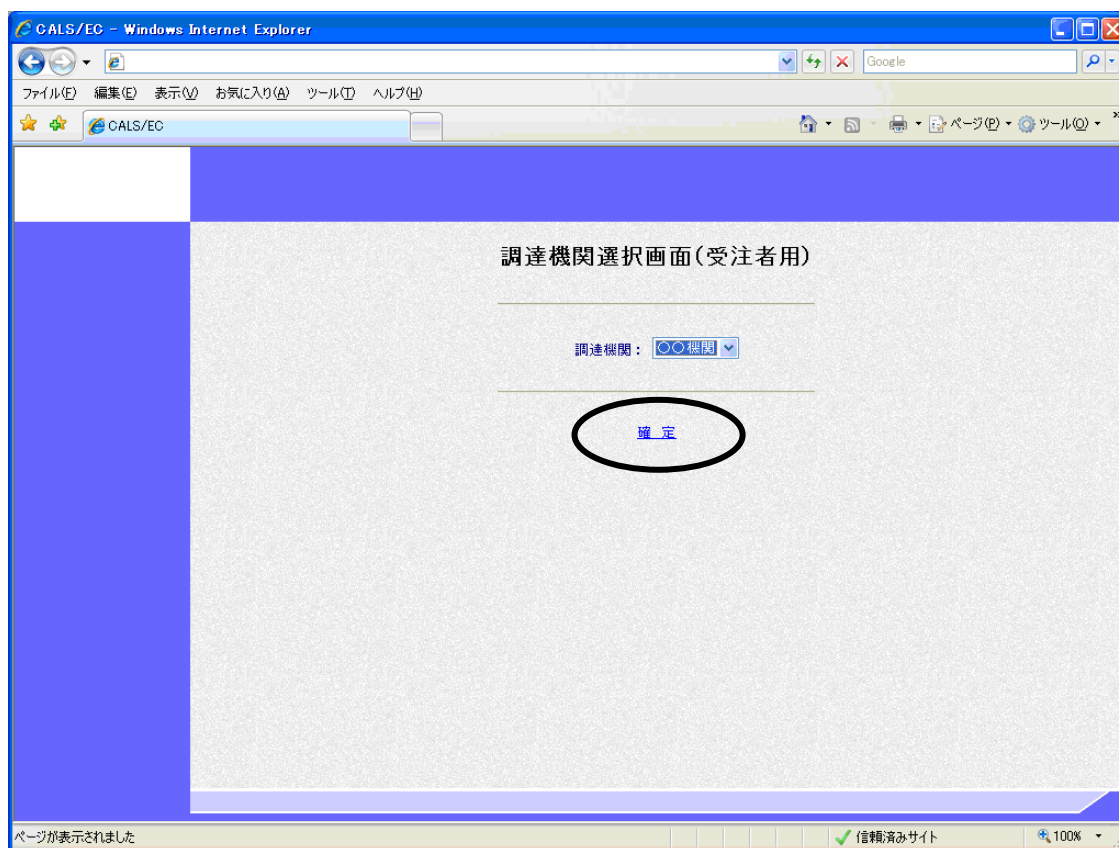 CALS/EC - Windows Internet Explorer
Google
ファイル(F) 編集(E) 表示(V) お気に入り(A) ツール(T) ヘルプ(H)
CALS/EC
ページ(P) ツール(O)
調達機関選択画面(受注者用)
調達機関： 〇〇機関
確 定
ページが表示されました 信頼済みサイト 100%